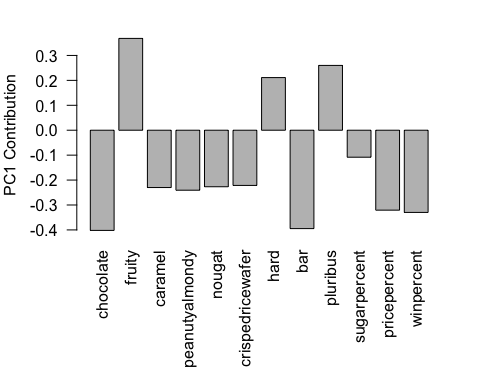 PC1 Contribution
0.3
0.2
0.1
0.0
-0.1
-0.2
-0.3
-0.4
chocolate
fruity
caramel
peanutyalmondy
nougat
crispedricewafer
hard
bar
pluribus
sugarpercent
pricepercent
winpercent